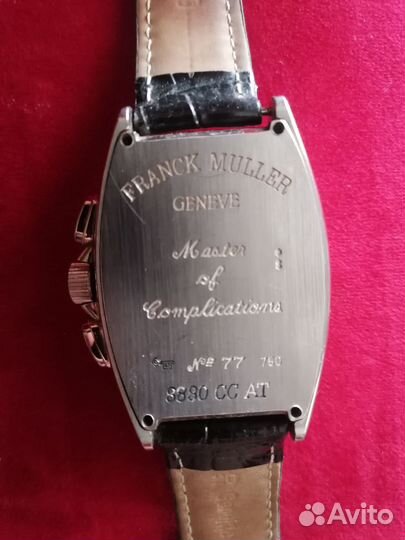 FRANCK MULLER
GENEVE
Master
of
Complications
Nº 77 750
8880 CC AT
Avito